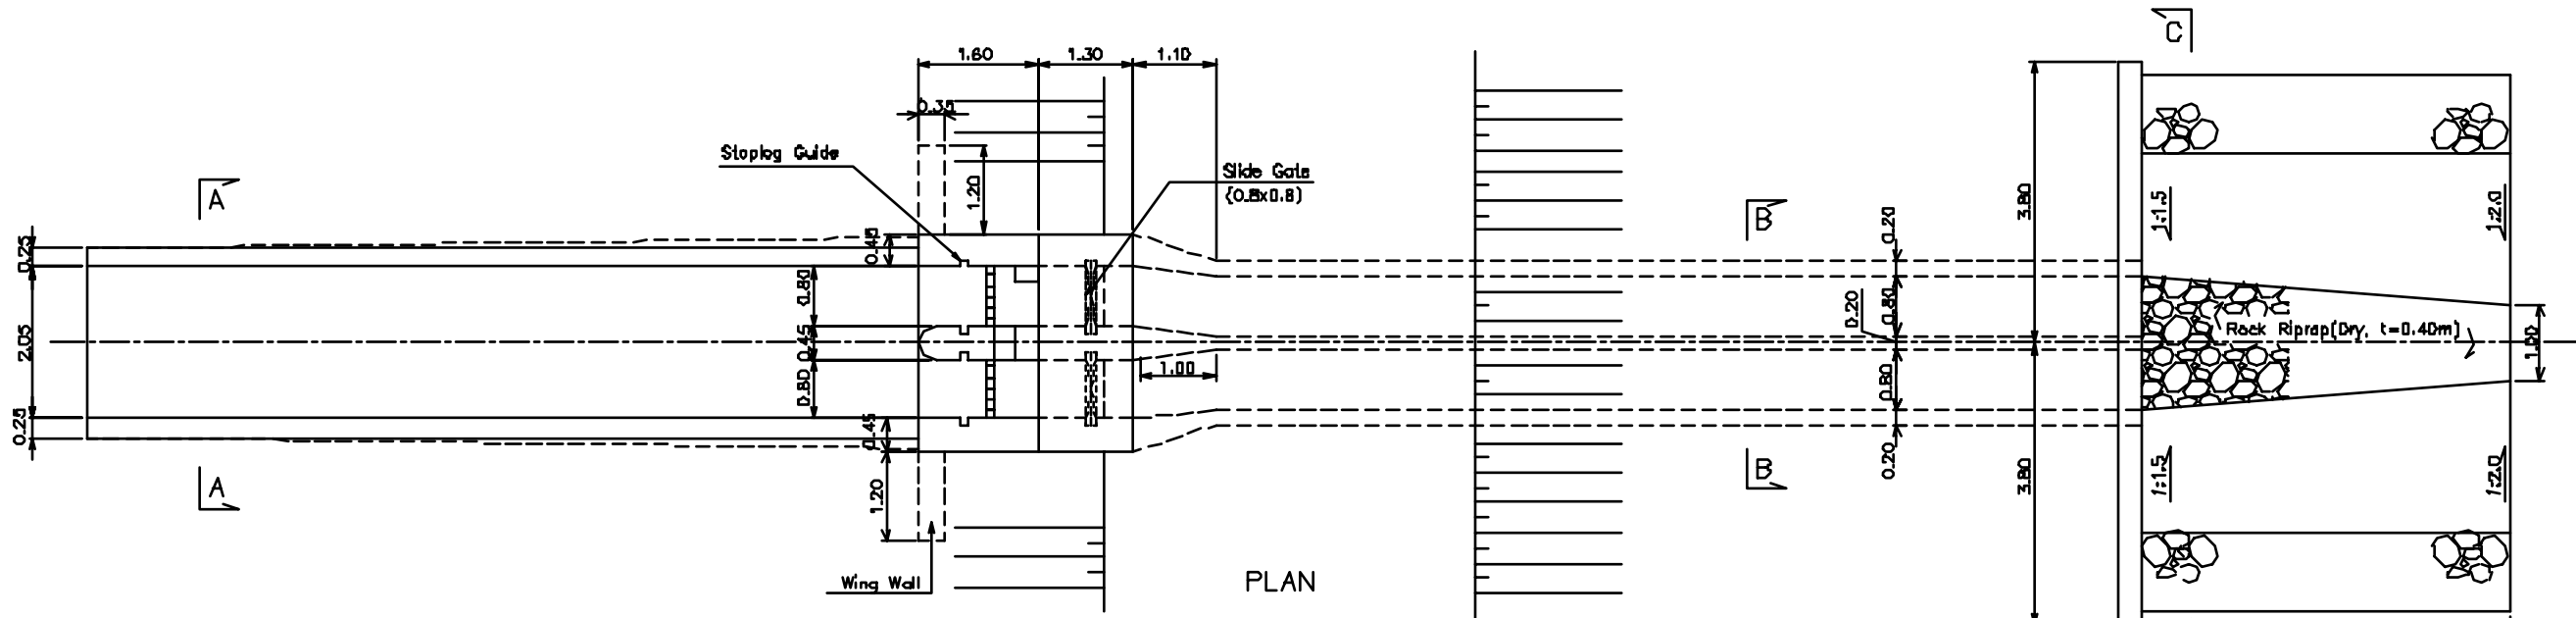 C
1.60
1.30
1.10
0.35
Stoplog Guide
Slide Gate
(0.8x0.8)
A
1.20
B
3.80
1:1.5
1:2.0
0.25
0.45
0.20
0.80
0.20
0.80
2.05
0.45
Rock Riprap(Dry, t=0.40m)
1.00
1.00
0.80
0.80
0.25
0.45
0.20
A
1.20
B
3.80
1:1.5
1:2.0
Wing Wall
PLAN